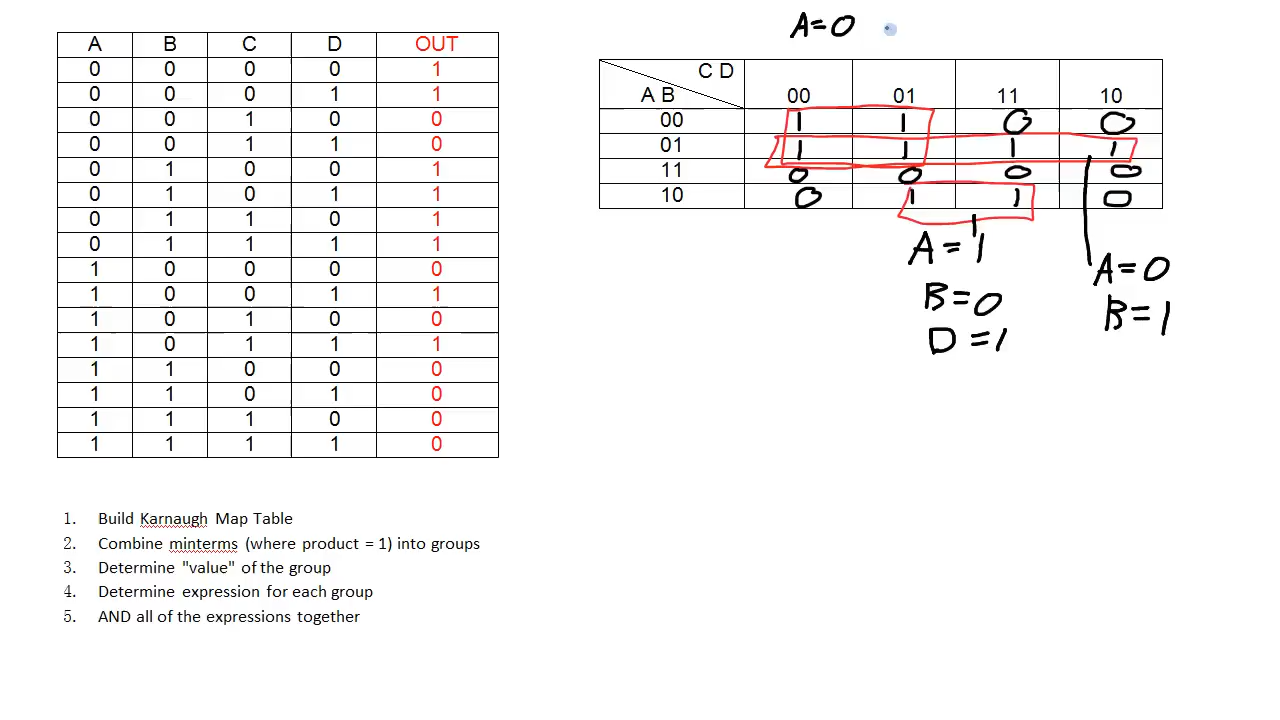 A B C D OUT
0 0 0 0 1
0 0 0 1 1
0 0 1 0 0
0 0 1 1 0
0 1 0 0 1
0 1 0 1 1
0 1 1 0 1
0 1 1 1 1
1 0 0 0 0
1 0 0 1 1
1 0 1 0 0
1 0 1 1 1
1 1 0 0 0
1 1 0 1 0
1 1 1 0 0
1 1 1 1 0
1. Build Karnaugh Map Table
2. Combine minterms (where product = 1) into groups
3. Determine "value" of the group
4. Determine expression for each group
5. AND all of the expressions together
A=0
C D
A B 00 01 11 10
00 1 1 0 0
01 1 1 1 1
11 0 0 0 0
10 0 1 1 0
A=1
B=0
D=1
A=0
B=1